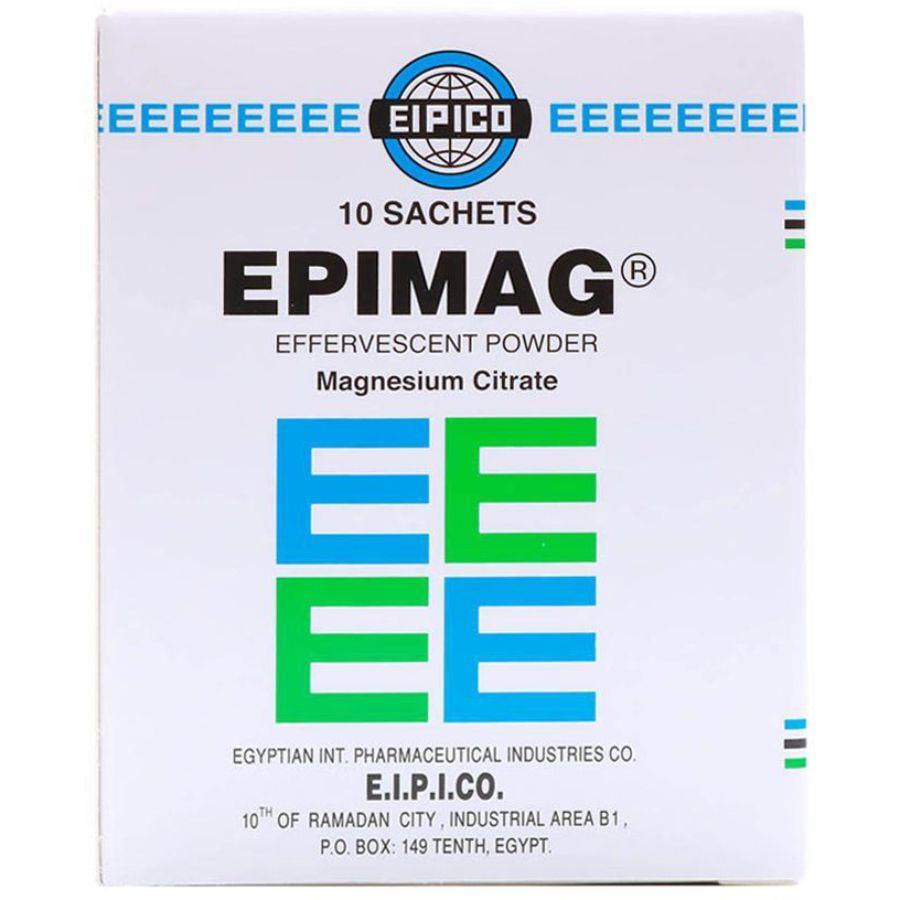 EEEEEEEEEE EIPICO EEEEEEEEE
10 SACHETS
EPIMAG®
EFFERVESCENT POWDER
Magnesium Citrate
E E
E E
EGYPTIAN INT. PHARMACEUTICAL INDUSTRIES CO.
E.I.P.I.CO.
10TH OF RAMADAN CITY, INDUSTRIAL AREA B1,
P.O. BOX: 149 TENTH, EGYPT.